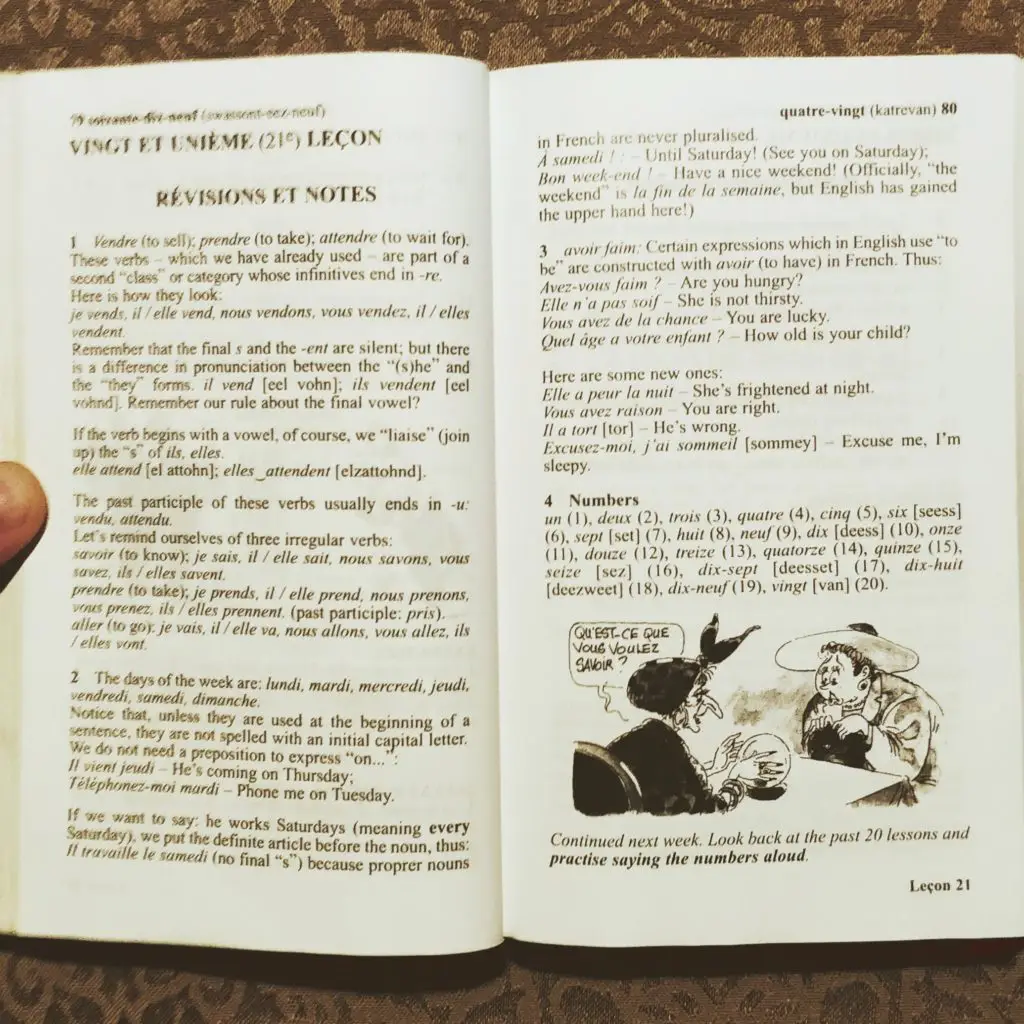 79 soixante-dix-neuf (swassont-eez-neuf)
VINGT ET UNIÈME (21e) LEÇON
RÉVISIONS ET NOTES
1 Vendre (to sell); prendre (to take); attendre (to wait for).
These verbs – which we have already used – are part of a
second "class" or category whose infinitives end in -re.
Here is how they look:
je vends, il / elle vend, nous vendons, vous vendez, il / elles
vendent.
Remember that the final s and the -ent are silent; but there
is a difference in pronunciation between the "(s)he" and
the "they" forms. il vend [eel vohn]; ils vendent [eel
vohnd]. Remember our rule about the final vowel?
If the verb begins with a vowel, of course, we "liaise" (join
up) the "s" of ils, elles.
elle attend [el attohn]; elles_attendent [elzattohnd].
The past participle of these verbs usually ends in -u:
vendu, attendu.
Let's remind ourselves of three irregular verbs:
savoir (to know); je sais, il / elle sait, nous savons, vous
savez, ils / elles savent.
prendre (to take); je prends, il / elle prend, nous prenons,
vous prenez, ils / elles prennent. (past participle: pris).
aller (to go): je vais, il / elle va, nous allons, vous allez, ils
/ elles vont.
2 The days of the week are: lundi, mardi, mercredi, jeudi,
vendredi, samedi, dimanche.
Notice that, unless they are used at the beginning of a
sentence, they are not spelled with an initial capital letter.
We do not need a preposition to express "on...":
Il vient jeudi – He's coming on Thursday;
Téléphonez-moi mardi – Phone me on Tuesday.
If we want to say: he works Saturdays (meaning every
Saturday), we put the definite article before the noun, thus:
Il travaille le samedi (no final "s") because proprer nouns
quatre-vingt (katrevan) 80
in French are never pluralised.
À samedi ! : – Until Saturday! (See you on Saturday);
Bon week-end ! – Have a nice weekend! (Officially, "the
weekend" is la fin de la semaine, but English has gained
the upper hand here!)
3 avoir faim: Certain expressions which in English use "to
be" are constructed with avoir (to have) in French. Thus:
Avez-vous faim ? – Are you hungry?
Elle n'a pas soif – She is not thirsty.
Vous avez de la chance – You are lucky.
Quel âge a votre enfant ? – How old is your child?
Here are some new ones:
Elle a peur la nuit – She's frightened at night.
Vous avez raison – You are right.
Il a tort [tor] – He's wrong.
Excusez-moi, j'ai sommeil [sommey] – Excuse me, I'm
sleepy.
4 Numbers
un (1), deux (2), trois (3), quatre (4), cinq (5), six [seess]
(6), sept [set] (7), huit (8), neuf (9), dix [deess] (10), onze
(11), douze (12), treize (13), quatorze (14), quinze (15),
seize [sez] (16), dix-sept [deesset] (17), dix-huit
[deezweet] (18), dix-neuf (19), vingt [van] (20).
QU'EST-CE QUE
VOUS VOULEZ
SAVOIR ?
Continued next week. Look back at the past 20 lessons and
practise saying the numbers aloud.
Leçon 21